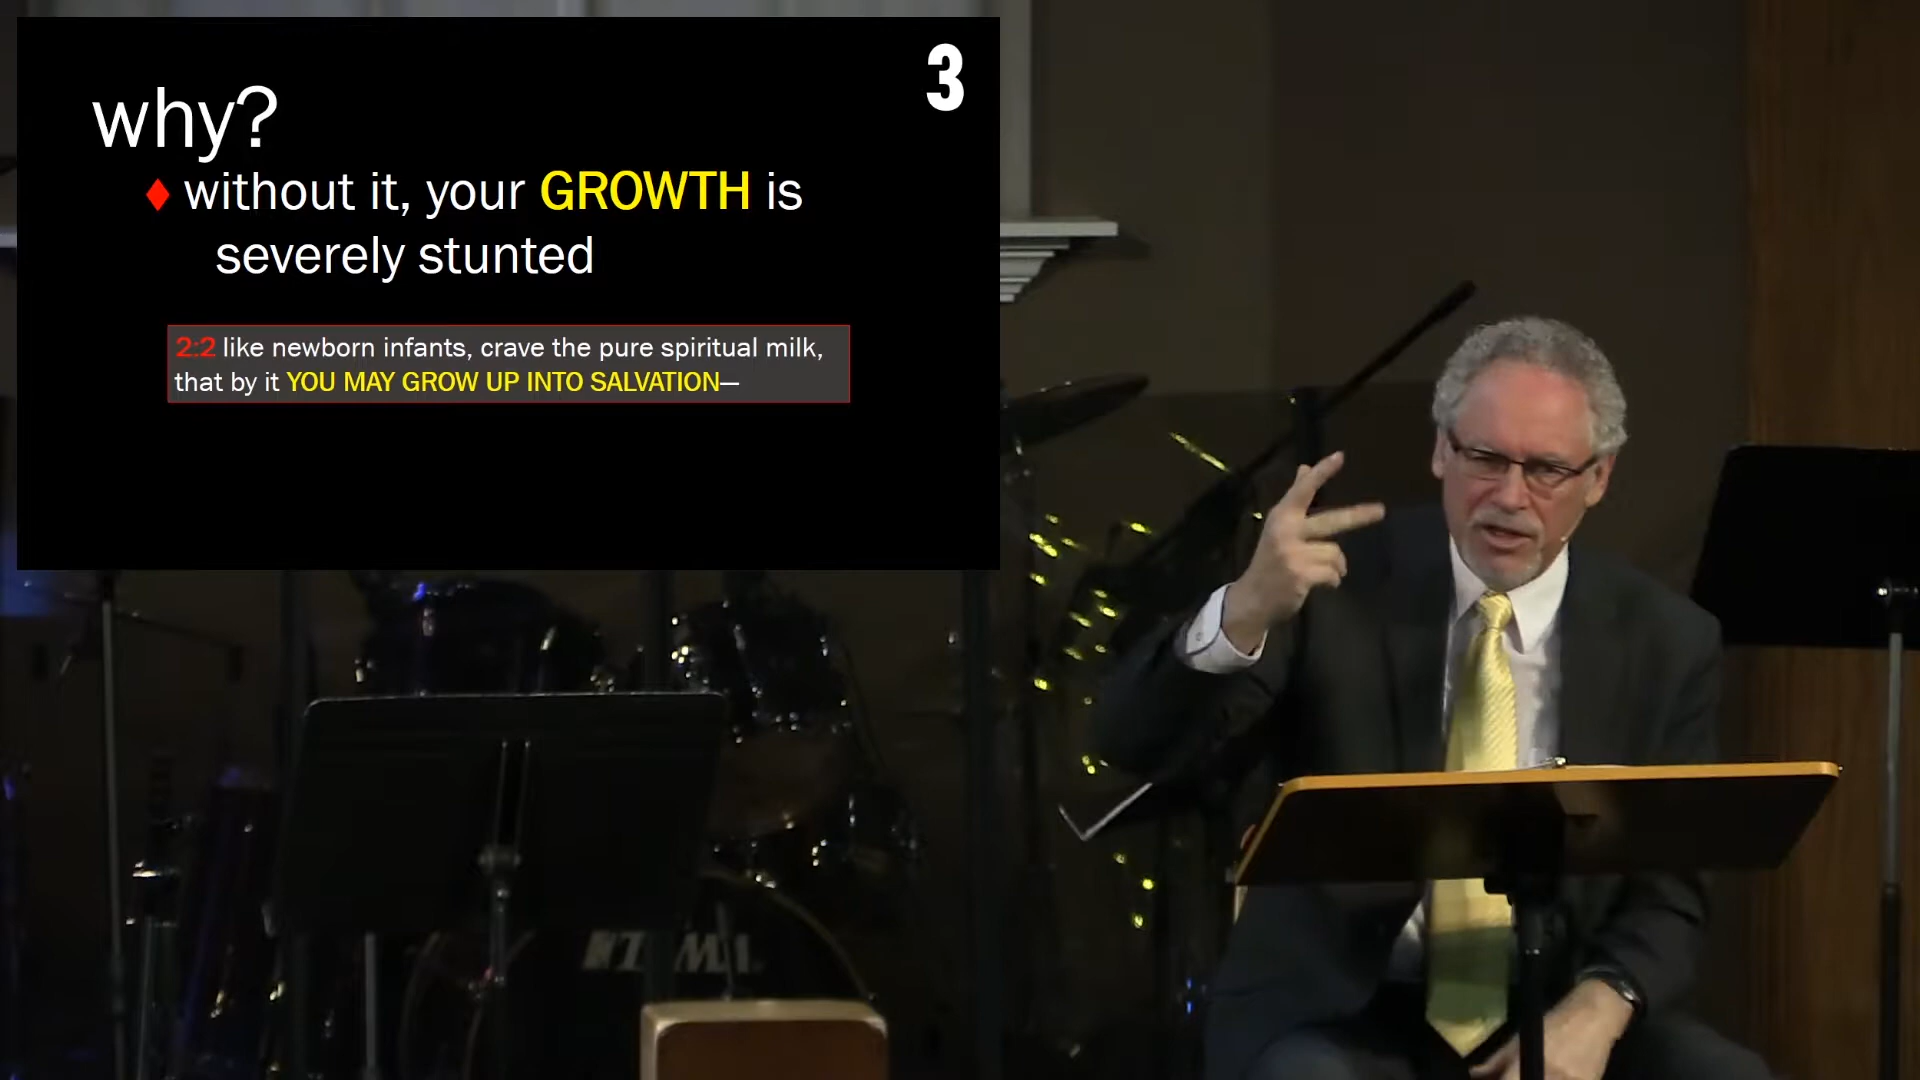 3
why?
without it, your GROWTH is
severely stunted
2:2 like newborn infants, crave the pure spiritual milk,
that by it YOU MAY GROW UP INTO SALVATION—
TAMA